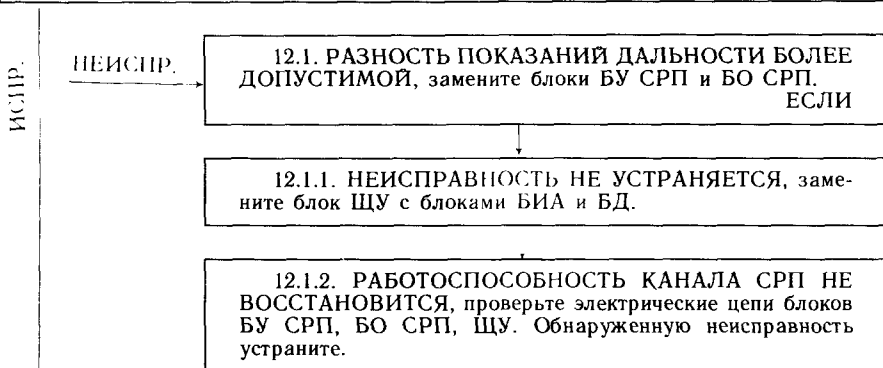 ИСПР.
НЕИСПР.
12.1. РАЗНОСТЬ ПОКАЗАНИЙ ДАЛЬНОСТИ БОЛЕЕ
ДОПУСТИМОЙ, замените блоки БУ СРП и БО СРП.
ЕСЛИ
12.1.1. НЕИСПРАВНОСТЬ НЕ УСТРАНЯЕТСЯ, заме-
ните блок ЩУ с блоками БИА и БД.
12.1.2. РАБОТОСПОСОБНОСТЬ КАНАЛА СРП НЕ
ВОССТАНОВИТСЯ, проверьте электрические цепи блоков
БУ СРП, БО СРП, ЩУ. Обнаруженную неисправность
устраните.